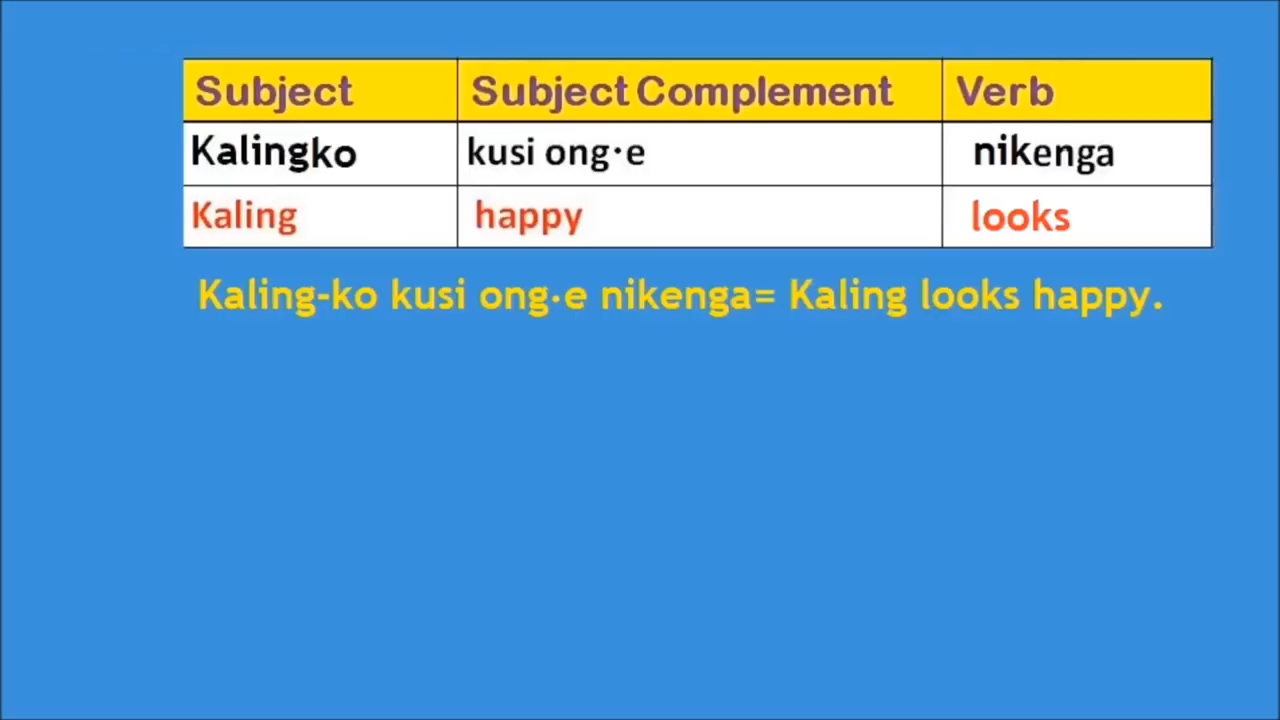 Subject Subject Complement Verb
Kalingko kusi ong·e nikenga
Kaling happy looks
Kaling-ko kusi ong·e nikenga= Kaling looks happy.